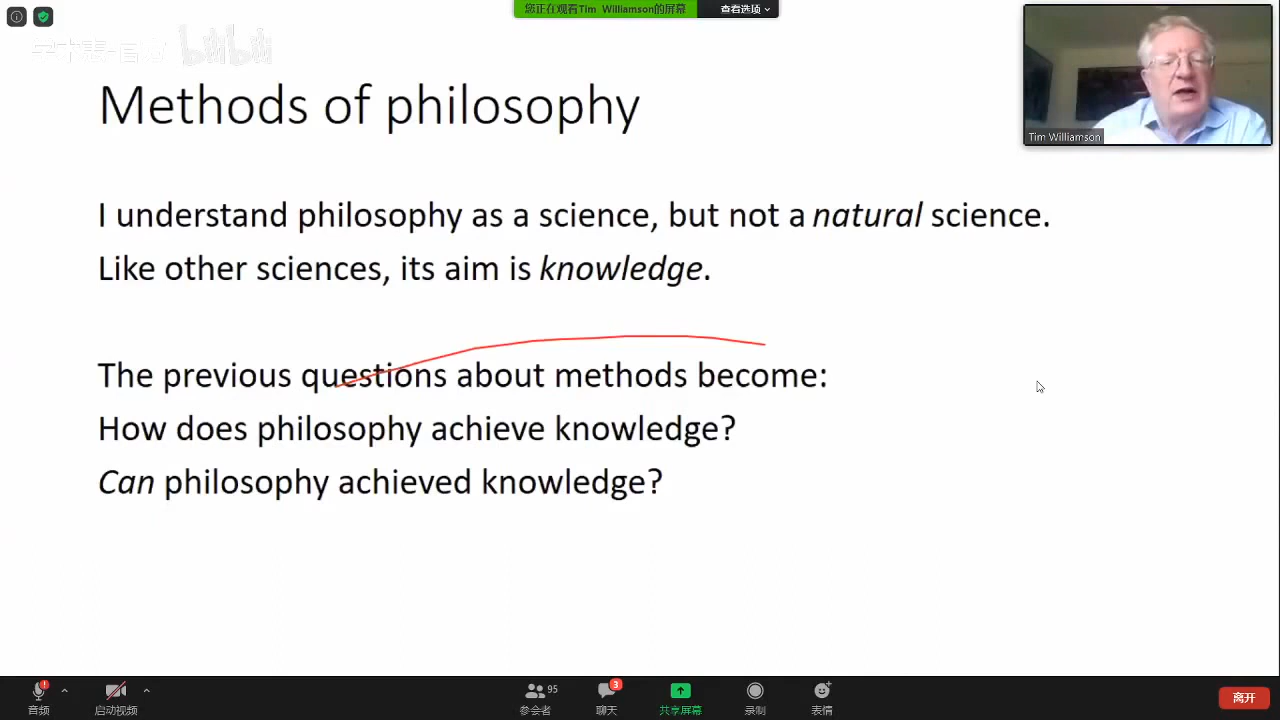 您正在观看Tim Williamson的屏幕 查看选项
bilibili
Tim Williamson
Methods of philosophy
I understand philosophy as a science, but not a natural science.
Like other sciences, its aim is knowledge.
The previous questions about methods become:
How does philosophy achieve knowledge?
Can philosophy achieved knowledge?
95
3
音频
启动视频
参会者
聊天
共享屏幕
录制
表情
离开